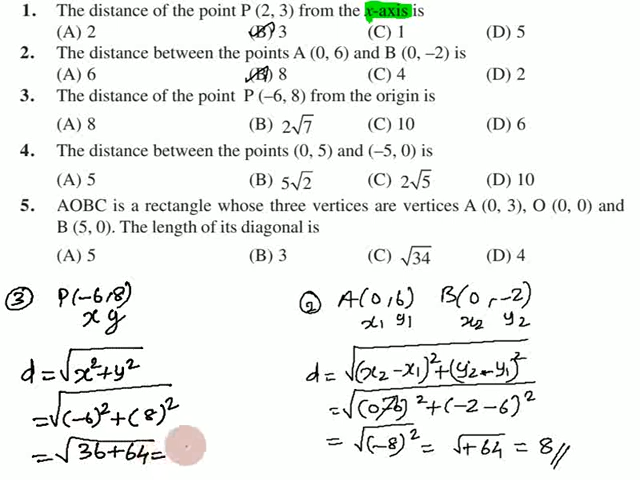 1. The distance of the point P (2, 3) from the x-axis is
(A) 2 (B) 3 (C) 1 (D) 5
2. The distance between the points A (0, 6) and B (0, –2) is
(A) 6 (B) 8 (C) 4 (D) 2
3. The distance of the point P (–6, 8) from the origin is
(A) 8 (B) 2√7 (C) 10 (D) 6
4. The distance between the points (0, 5) and (–5, 0) is
(A) 5 (B) 5√2 (C) 2√5 (D) 10
5. AOBC is a rectangle whose three vertices are vertices A (0, 3), O (0, 0) and
B (5, 0). The length of its diagonal is
(A) 5 (B) 3 (C) √34 (D) 4
③ P(-6,8)
x y
d = √x²+y²
= √(-6)²+(8)²
= √36+64 =
② A(0,6) B(0,-2)
x₁ y₁ x₂ y₂
d = √(x₂-x₁)²+(y₂-y₁)²
= √(0 )²+(-2-6)²
= √(-8)² = √+64 = 8//